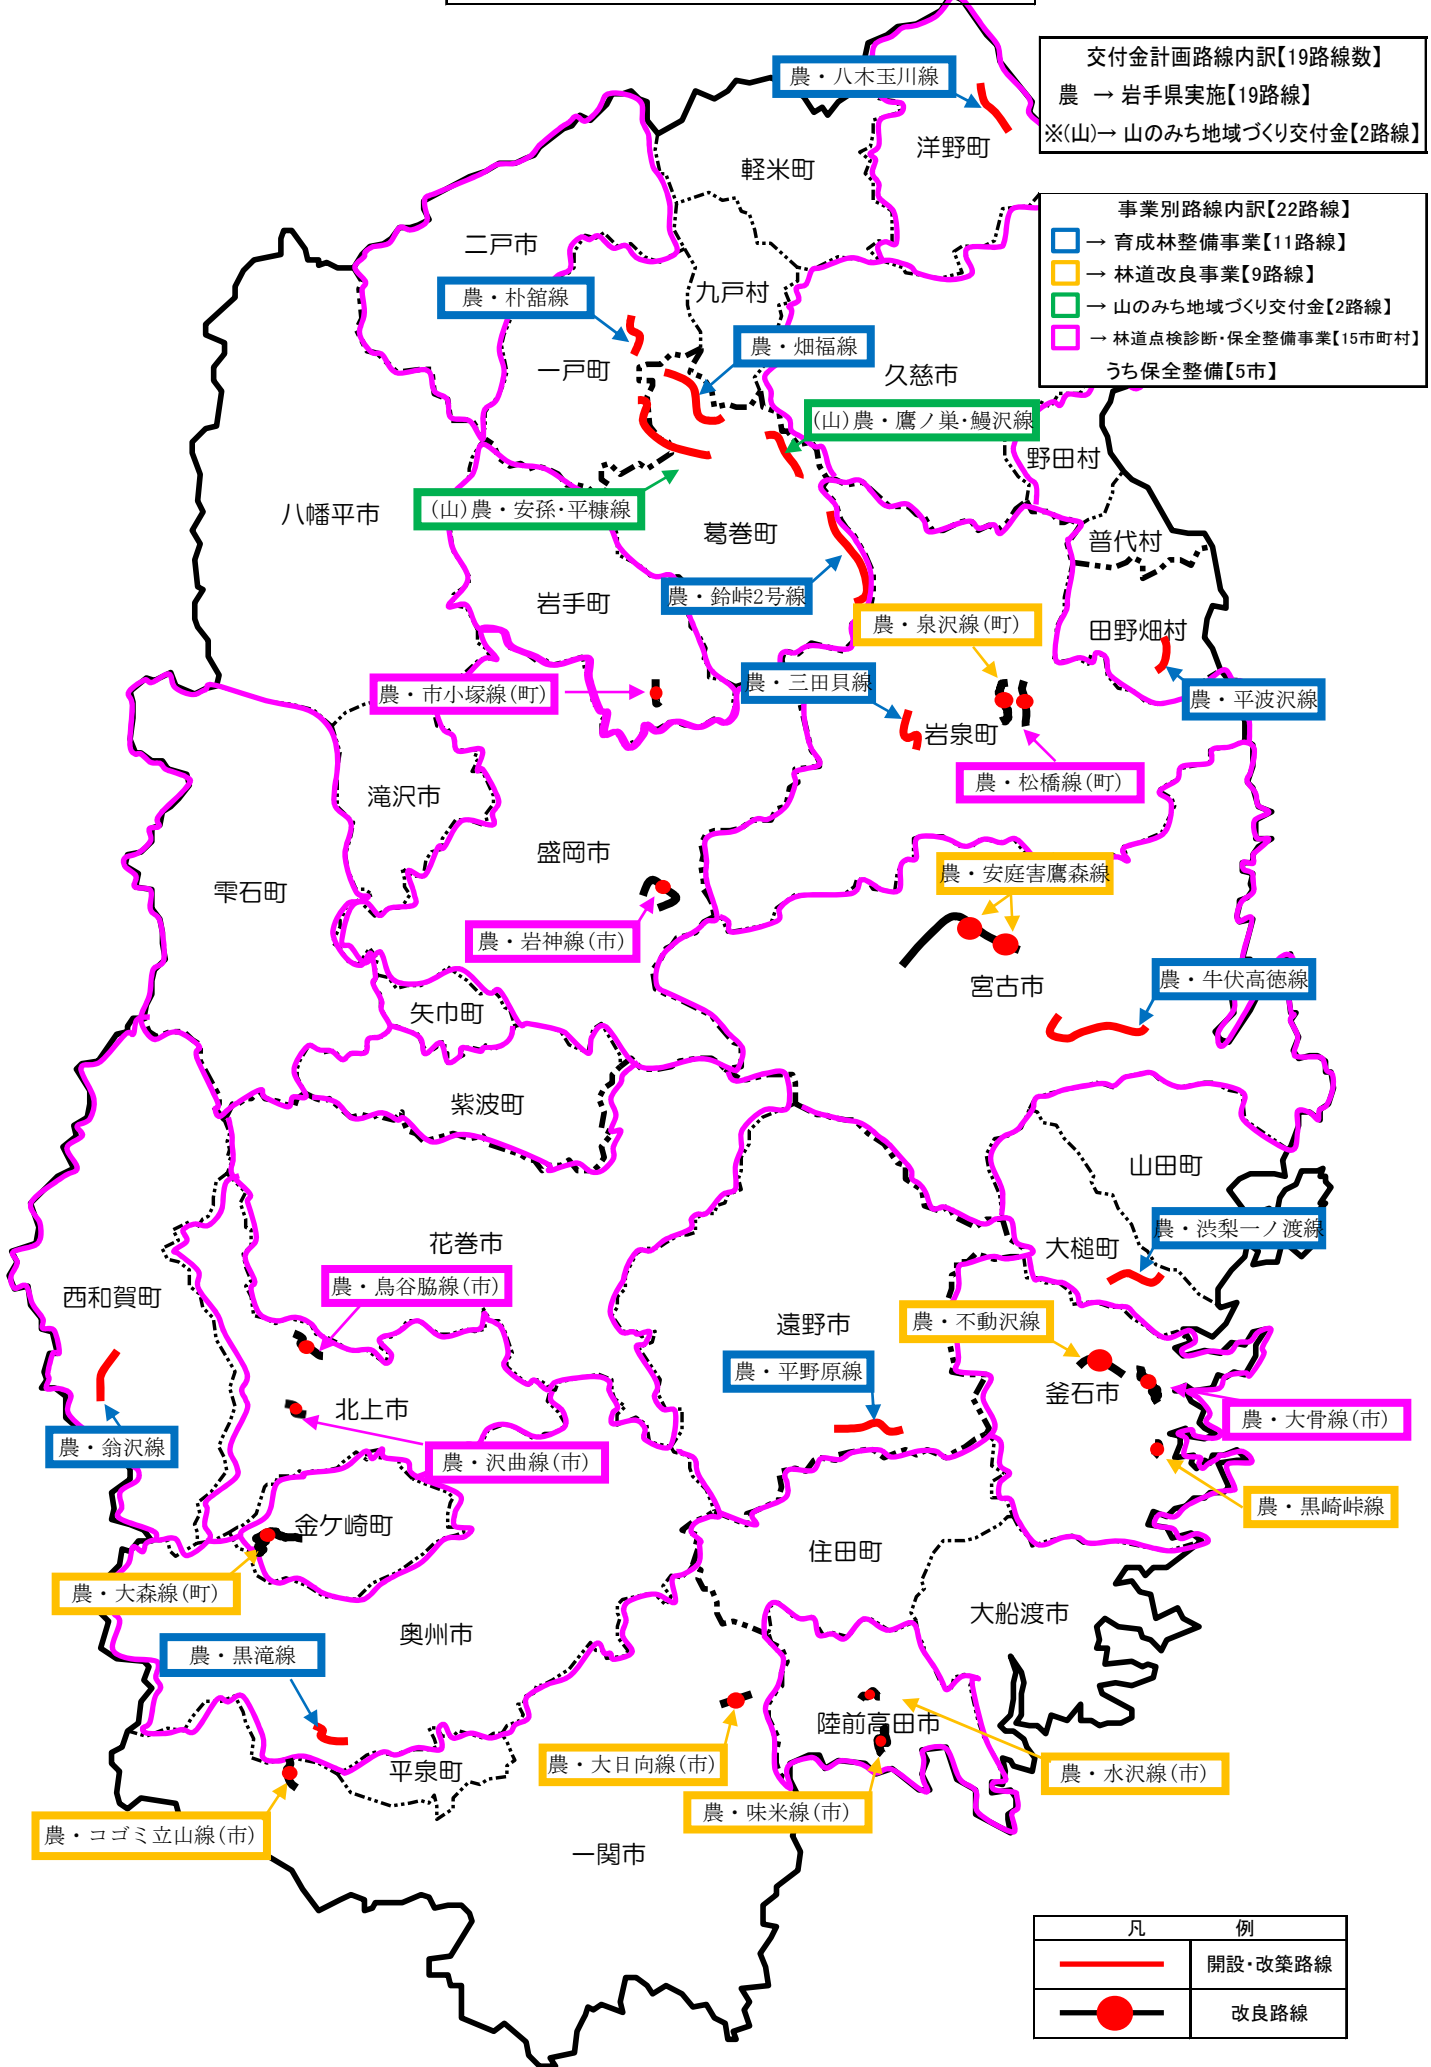 交付金計画路線内訳【19路線数】
農 → 岩手県実施【19路線】
※(山)→ 山のみち地域づくり交付金【2路線】
事業別路線内訳【22路線】
→ 育成林整備事業【11路線】
→ 林道改良事業【9路線】
→ 山のみち地域づくり交付金【2路線】
→ 林道点検診断・保全整備事業【15市町村】
うち保全整備【5市】
農・八木玉川線
洋野町
軽米町
二戸市
九戸村
農・朴舘線
農・畑福線
一戸町
久慈市
(山)農・鷹ノ巣・鰻沢線
野田村
八幡平市
(山)農・安孫・平糠線
葛巻町
普代村
岩手町
農・鈴峠2号線
農・泉沢線(町)
田野畑村
農・市小塚線(町)
農・三田貝線
農・平波沢線
岩泉町
農・松橋線(町)
滝沢市
盛岡市
雫石町
農・安庭害鷹森線
農・岩神線(市)
宮古市
農・牛伏高徳線
矢巾町
紫波町
山田町
花巻市
大槌町
農・渋梨一ノ渡線
西和賀町
農・鳥谷脇線(市)
遠野市
農・不動沢線
農・平野原線
釜石市
北上市
農・大骨線(市)
農・翁沢線
農・沢曲線(市)
農・黒崎峠線
金ケ崎町
住田町
農・大森線(町)
大船渡市
奥州市
農・黒滝線
陸前高田市
平泉町
農・大日向線(市)
農・水沢線(市)
農・味米線(市)
農・コゴミ立山線(市)
一関市
凡 例
開設・改築路線
改良路線